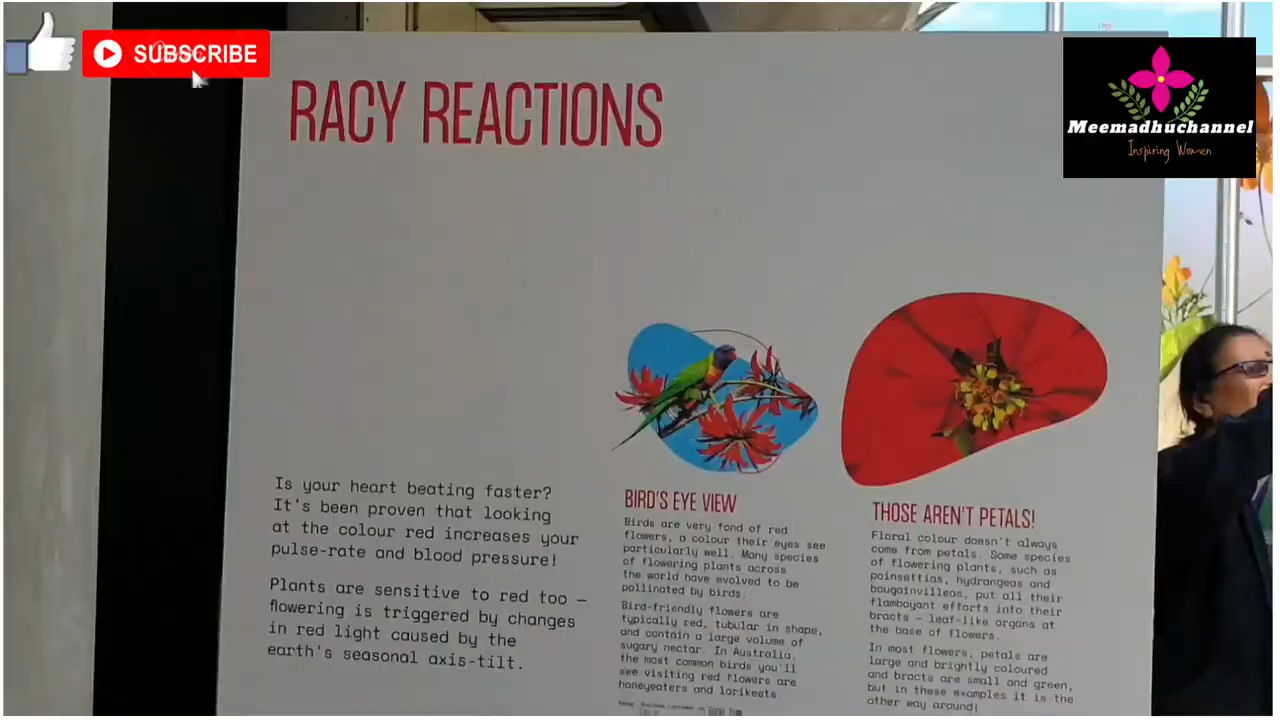 SUBSCRIBE
Meemadhuchannel
Inspiring Women
RACY REACTIONS
Is your heart beating faster?
It's been proven that looking
at the colour red increases your
pulse-rate and blood pressure!
Plants are sensitive to red too –
flowering is triggered by changes
in red light caused by the
earth's seasonal axis-tilt.
BIRD'S EYE VIEW
Birds are very fond of red
flowers, a colour their eyes see
particularly well. Many species
of flowering plants across
the world have evolved to be
pollinated by birds.
Bird-friendly flowers are
typically red, tubular in shape,
and contain a large volume of
sugary nectar. In Australia,
the most common birds you'll
see visiting red flowers are
honeyeaters and lorikeets.
THOSE AREN'T PETALS!
Floral colour doesn't always
come from petals. Some species
of flowering plants, such as
poinsettias, hydrangeas and
bougainvilleas, put all their
flamboyant efforts into their
bracts – leaf-like organs at
the base of flowers.
In most flowers, petals are
large and brightly coloured
and bracts are small and green,
but in these examples it is the
other way around!